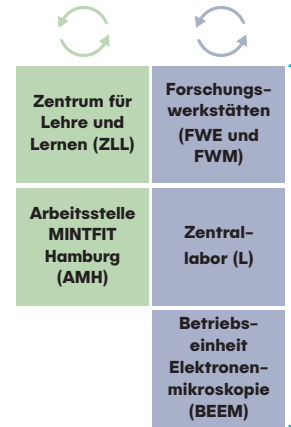 Zentrum für
Lehre und
Lernen (ZLL)
Forschungs-
werkstätten
(FWE und
FWM)
Arbeitsstelle
MINTFIT
Hamburg
(AMH)
Zentral-
labor (L)
Betriebs-
einheit
Elektronen-
mikroskopie
(BEEM)